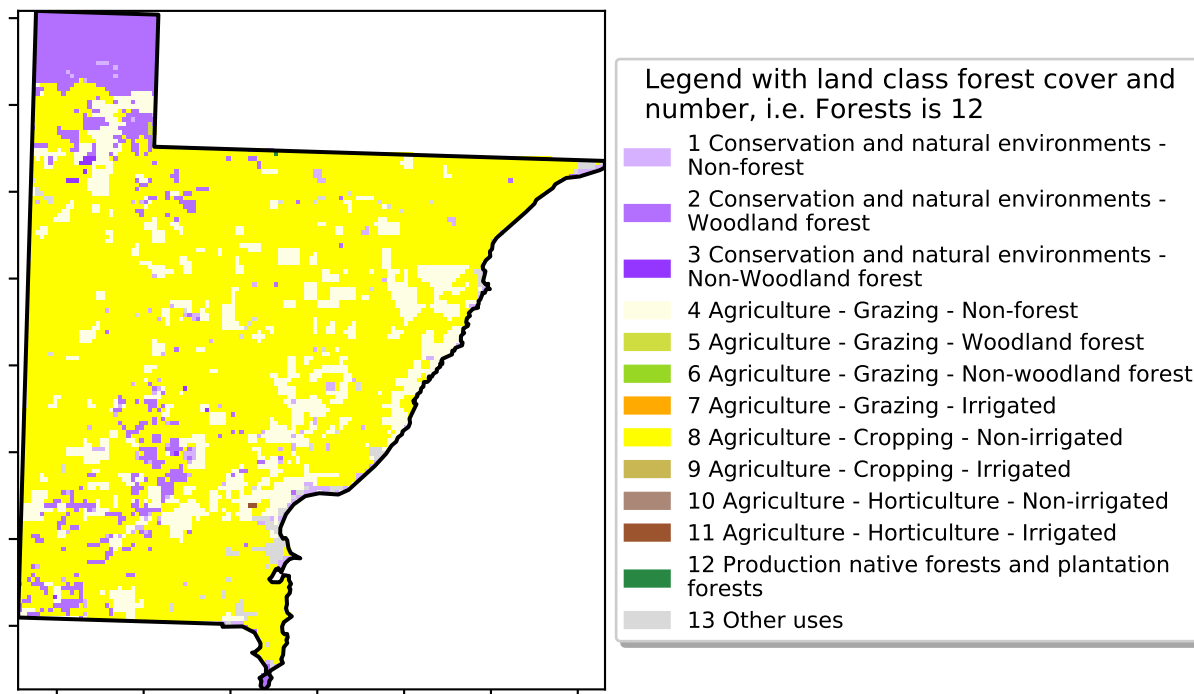 Legend with land class forest cover and
number, i.e. Forests is 12
1 Conservation and natural environments -
Non-forest
2 Conservation and natural environments -
Woodland forest
3 Conservation and natural environments -
Non-Woodland forest
4 Agriculture - Grazing - Non-forest
5 Agriculture - Grazing - Woodland forest
6 Agriculture - Grazing - Non-woodland forest
7 Agriculture - Grazing - Irrigated
8 Agriculture - Cropping - Non-irrigated
9 Agriculture - Cropping - Irrigated
10 Agriculture - Horticulture - Non-irrigated
11 Agriculture - Horticulture - Irrigated
12 Production native forests and plantation
forests
13 Other uses